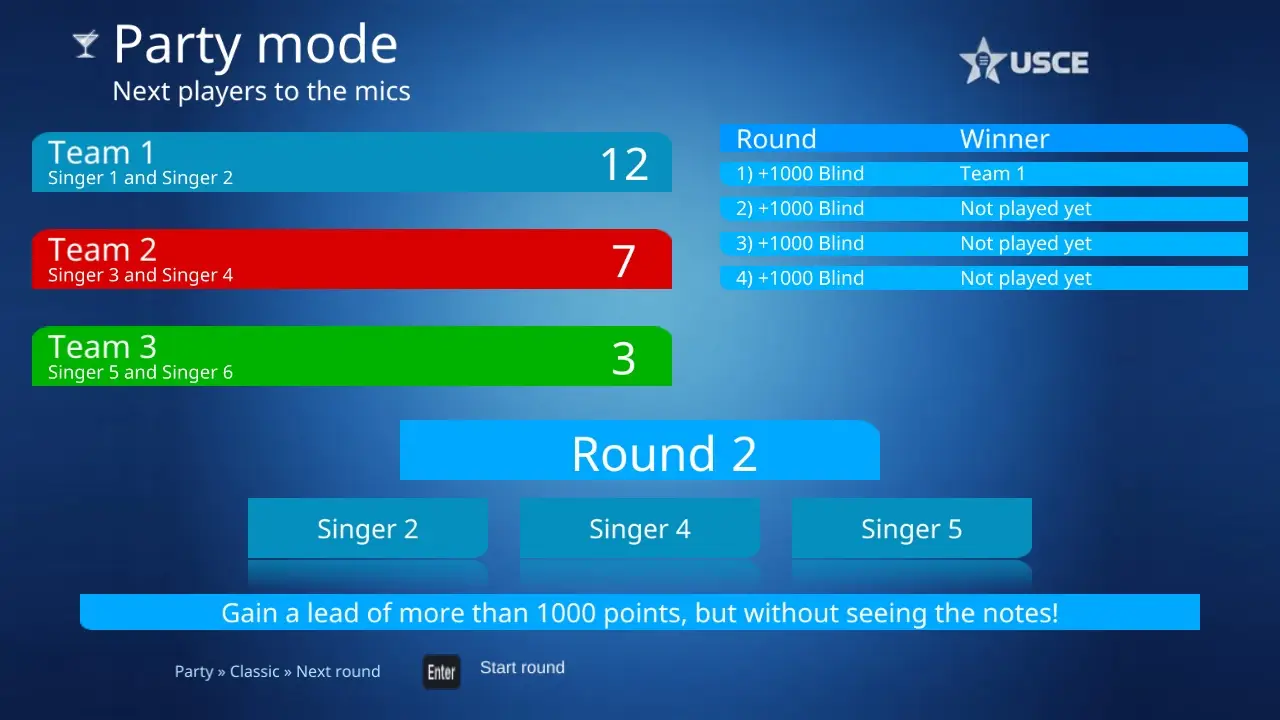 Party mode
Next players to the mics
USCE
Team 1
Singer 1 and Singer 2
12
Team 2
Singer 3 and Singer 4
7
Team 3
Singer 5 and Singer 6
3
Round Winner
1) +1000 Blind Team 1
2) +1000 Blind Not played yet
3) +1000 Blind Not played yet
4) +1000 Blind Not played yet
Round 2
Singer 2 Singer 4 Singer 5
Gain a lead of more than 1000 points, but without seeing the notes!
Party » Classic » Next round Enter Start round